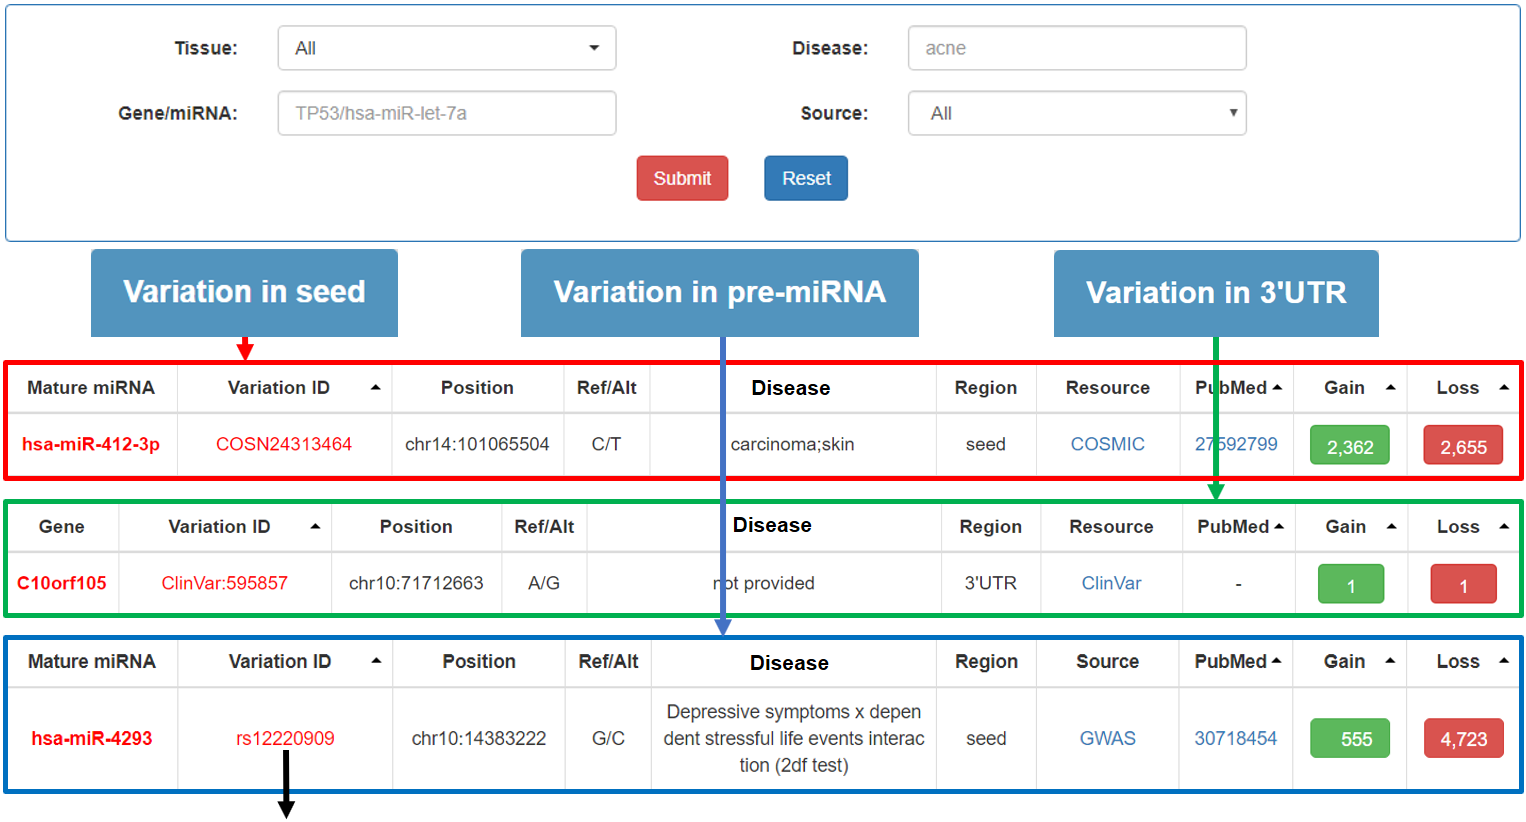 Tissue: All Disease: acne
Gene/miRNA: TP53/hsa-miR-let-7a Source: All
Submit Reset
Variation in seed Variation in pre-miRNA Variation in 3'UTR
Mature miRNA Variation ID Position Ref/Alt Disease Region Resource PubMed Gain Loss
hsa-miR-412-3p COSN24313464 chr14:101065504 C/T carcinoma;skin seed COSMIC 27592799 2,362 2,655
Gene Variation ID Position Ref/Alt Disease Region Resource PubMed Gain Loss
C10orf105 ClinVar:595857 chr10:71712663 A/G not provided 3'UTR ClinVar - 1 1
Mature miRNA Variation ID Position Ref/Alt Disease Region Source PubMed Gain Loss
Depressive symptoms x depen
hsa-miR-4293 rs12220909 chr10:14383222 G/C dent stressful life events interac seed GWAS 30718454 555 4,723
tion (2df test)